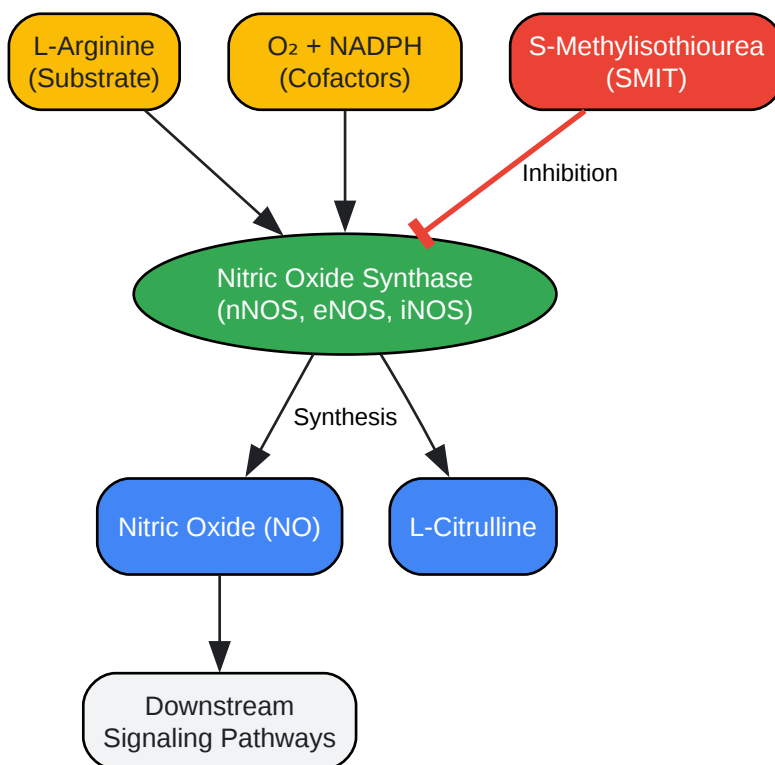 L-Arginine
(Substrate)
O₂ + NADPH
(Cofactors)
S-Methylisothiourea
(SMIT)
Inhibition
Nitric Oxide Synthase
(nNOS, eNOS, iNOS)
Synthesis
Nitric Oxide (NO)
L-Citrulline
Downstream
Signaling Pathways